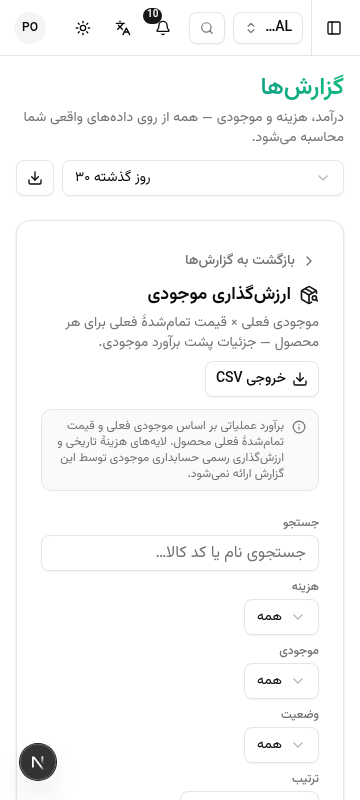 AL...
10
PO
گزارش‌ها
درآمد، هزینه و موجودی — همه از روی داده‌های واقعی شما
محاسبه می‌شود.
۳۰ روز گذشته
بازگشت به گزارش‌ها
ارزش‌گذاری موجودی
موجودی فعلی × قیمت تمام‌شدهٔ فعلی برای هر
محصول — جزئیات پشت برآورد موجودی.
خروجی CSV
برآورد عملیاتی بر اساس موجودی فعلی و قیمت
تمام‌شدهٔ فعلی محصول. لایه‌های هزینهٔ تاریخی و
ارزش‌گذاری رسمی حسابداری موجودی توسط این
گزارش ارائه نمی‌شود.
جستجو
جستجوی نام یا کد کالا...
هزینه
همه
موجودی
همه
وضعیت
همه
ترتیب
N